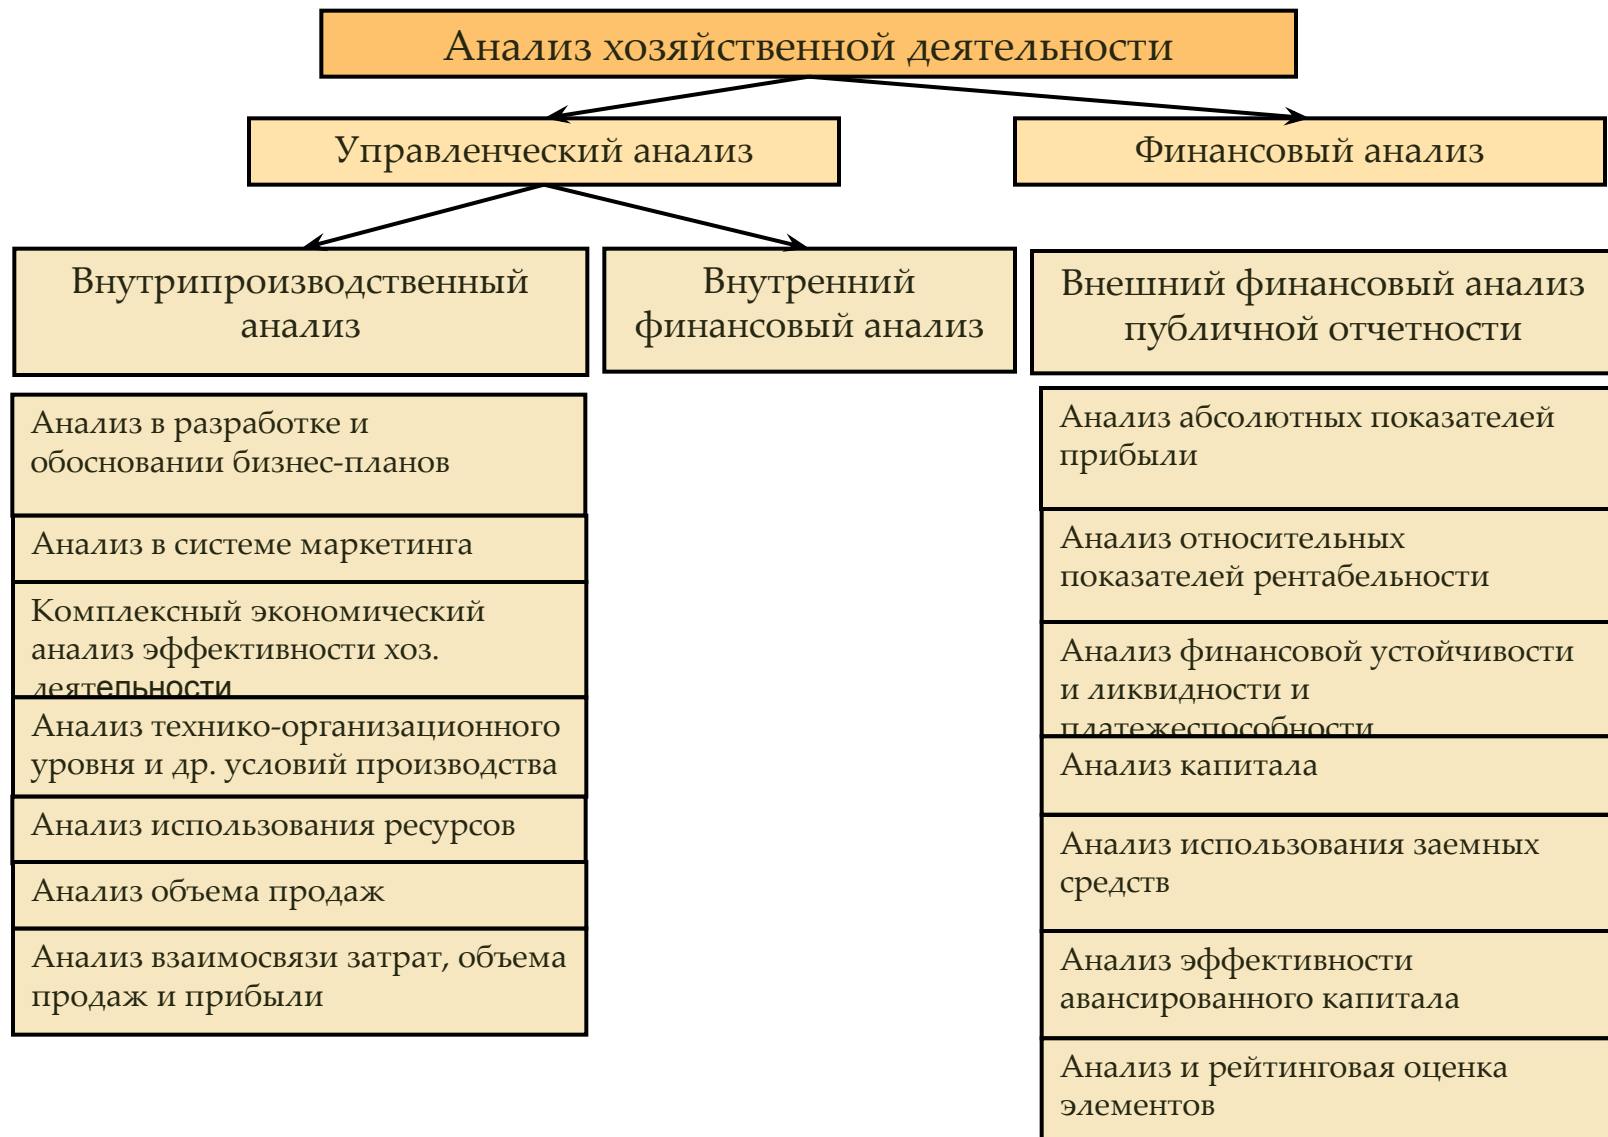 Анализ хозяйственной деятельности
Управленческий анализ
Финансовый анализ
Внутрипроизводственный
анализ
Внутренний
финансовый анализ
Внешний финансовый анализ
публичной отчетности
Анализ в разработке и
обосновании бизнес-планов
Анализ в системе маркетинга
Комплексный экономический
анализ эффективности хоз.
деятельности
Анализ технико-организационного
уровня и др. условий производства
Анализ использования ресурсов
Анализ объема продаж
Анализ взаимосвязи затрат, объема
продаж и прибыли
Анализ абсолютных показателей
прибыли
Анализ относительных
показателей рентабельности
Анализ финансовой устойчивости
и ликвидности и
платежеспособности
Анализ капитала
Анализ использования заемных
средств
Анализ эффективности
авансированного капитала
Анализ и рейтинговая оценка
элементов